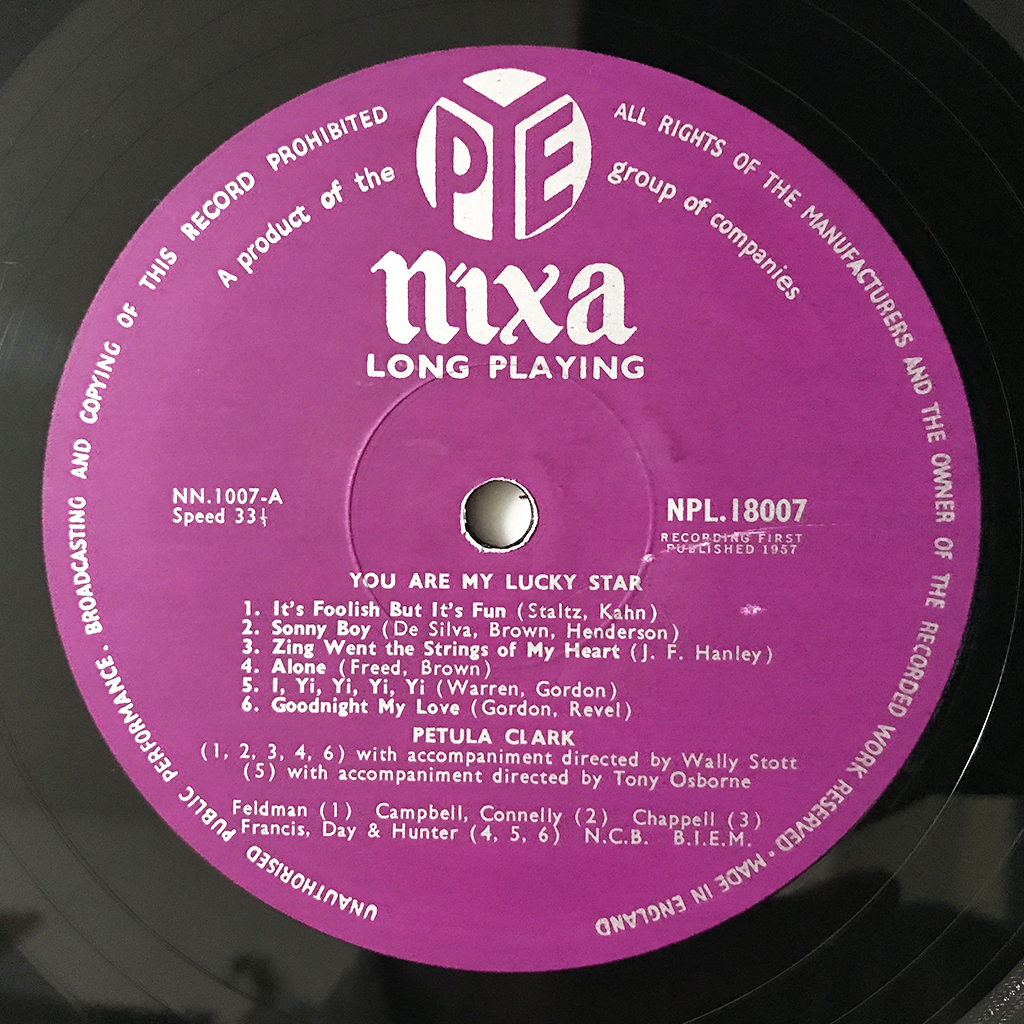 UNAUTHORISED PUBLIC PERFORMANCE. BROADCASTING AND COPYING OF THIS RECORD PROHIBITED
ALL RIGHTS OF THE MANUFACTURERS AND THE OWNER OF THE RECORDED WORK RESERVED · MADE IN ENGLAND
A product of the
PYE
group of companies
nixa
LONG PLAYING
NN.1007-A
Speed 33⅓
NPL.18007
RECORDING FIRST
PUBLISHED 1957
YOU ARE MY LUCKY STAR
1. It's Foolish But It's Fun (Staltz, Kahn)
2. Sonny Boy (De Silva, Brown, Henderson)
3. Zing Went the Strings of My Heart (J. F. Hanley)
4. Alone (Freed, Brown)
5. I, Yi, Yi, Yi, Yi (Warren, Gordon)
6. Goodnight My Love (Gordon, Revel)
PETULA CLARK
(1, 2, 3, 4, 6) with accompaniment directed by Wally Stott
(5) with accompaniment directed by Tony Osborne
Feldman (1) Campbell, Connelly (2) Chappell (3)
Francis, Day & Hunter (4, 5, 6) N.C.B. B.I.E.M.